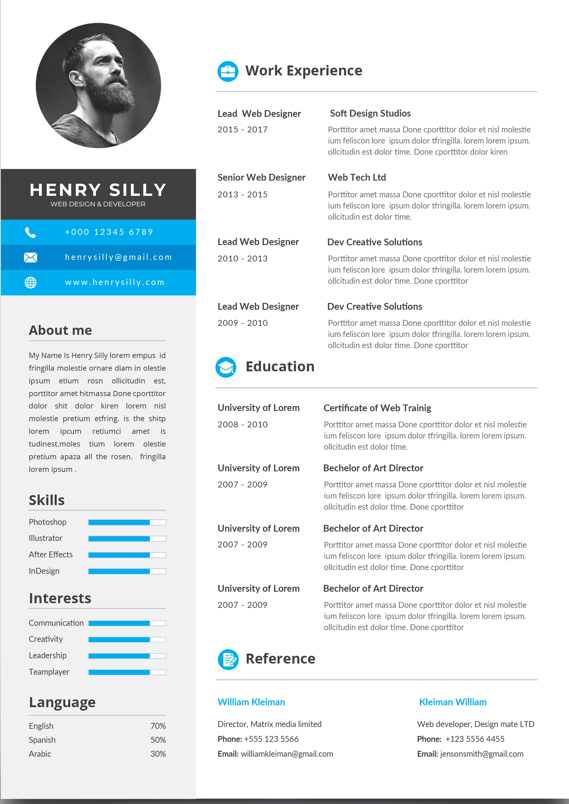 HENRY SILLY
WEB DESIGN & DEVELOPER
+000 12345 6789
henrysilly@gmail.com
www.henrysilly.com
About me
My Name Is Henry Silly lorem empus id
fringilla molestie ornare diam in olestie
ipsum etium rosn ollicitudin est,
porttitor amet hitmassa Done cporttitor
dolor shit dolor kiren lorem nisl
molestie pretium etfring. is the shitp
lorem ipcum retiumci amet is
tudinest.moles tium lorem olestie
pretium apaza all the rosen. fringilla
lorem ipsum .
Skills
Photoshop
Illustrator
After Effects
InDesign
Interests
Communication
Creativity
Leadership
Teamplayer
Language
English 70%
Spanish 50%
Arabic 30%
Work Experience
Lead Web Designer Soft Design Studios
2015 - 2017 Porttitor amet massa Done cporttitor dolor et nisl molestie
ium feliscon lore ipsum dolor tfringilla. lorem lorem ipsum.
ollcitudin est dolor time. Done cporttitor dolor kiren
Senior Web Designer Web Tech Ltd
2013 - 2015 Porttitor amet massa Done cporttitor dolor et nisl molestie
ium feliscon lore ipsum dolor tfringilla. lorem lorem ipsum.
ollcitudin est dolor time.
Lead Web Designer Dev Creative Solutions
2010 - 2013 Porttitor amet massa Done cporttitor dolor et nisl molestie
ium feliscon lore ipsum dolor tfringilla. lorem lorem ipsum.
ollcitudin est dolor time. Done cporttitor
Lead Web Designer Dev Creative Solutions
2009 - 2010 Porttitor amet massa Done cporttitor dolor et nisl molestie
ium feliscon lore ipsum dolor tfringilla. lorem lorem ipsum.
ollcitudin est dolor time. Done cporttitor
Education
University of Lorem Certificate of Web Trainig
2008 - 2010 Porttitor amet massa Done cporttitor dolor et nisl molestie
ium feliscon lore ipsum dolor tfringilla. lorem lorem ipsum.
ollcitudin est dolor time.
University of Lorem Bechelor of Art Director
2007 - 2009 Porttitor amet massa Done cporttitor dolor et nisl molestie
ium feliscon lore ipsum dolor tfringilla. lorem lorem ipsum.
ollcitudin est dolor time. Done cporttitor
University of Lorem Bechelor of Art Director
2007 - 2009 Porttitor amet massa Done cporttitor dolor et nisl molestie
ium feliscon lore ipsum dolor tfringilla. lorem lorem ipsum.
ollcitudin est dolor time. Done cporttitor
University of Lorem Bechelor of Art Director
2007 - 2009 Porttitor amet massa Done cporttitor dolor et nisl molestie
ium feliscon lore ipsum dolor tfringilla. lorem lorem ipsum.
ollcitudin est dolor time. Done cporttitor
Reference
William Kleiman Kleiman William
Director, Matrix media limited Web developer, Design mate LTD
Phone: +555 123 5566 Phone: +123 5556 4455
Email: williamkleiman@gmail.com Email: jensonsmith@gmail.com